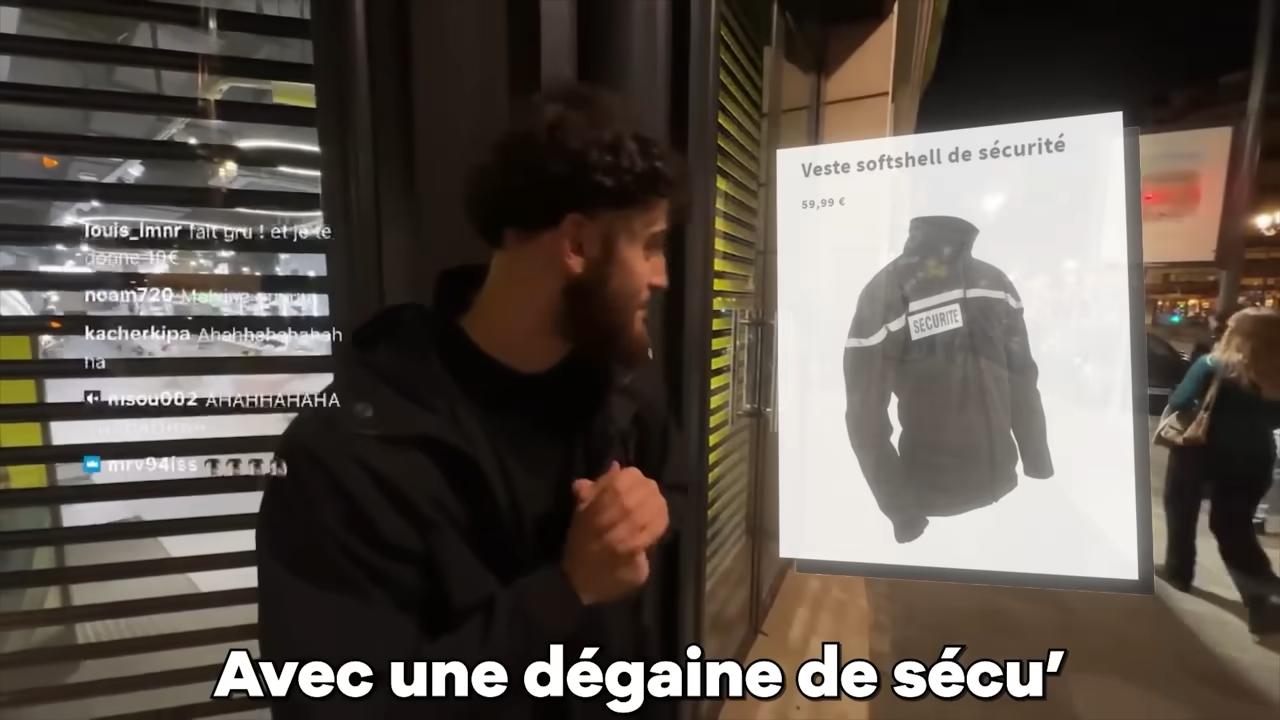 Veste softshell de sécurité
59,99 €
SECURITE
louis_lmnr fait gru ! et je te
donne 10€
noam720
kacherkipa Ahahhahahahah
ha
nisou002 AHAHHAHAHA
mrv94iss
Avec une dégaine de sécu'